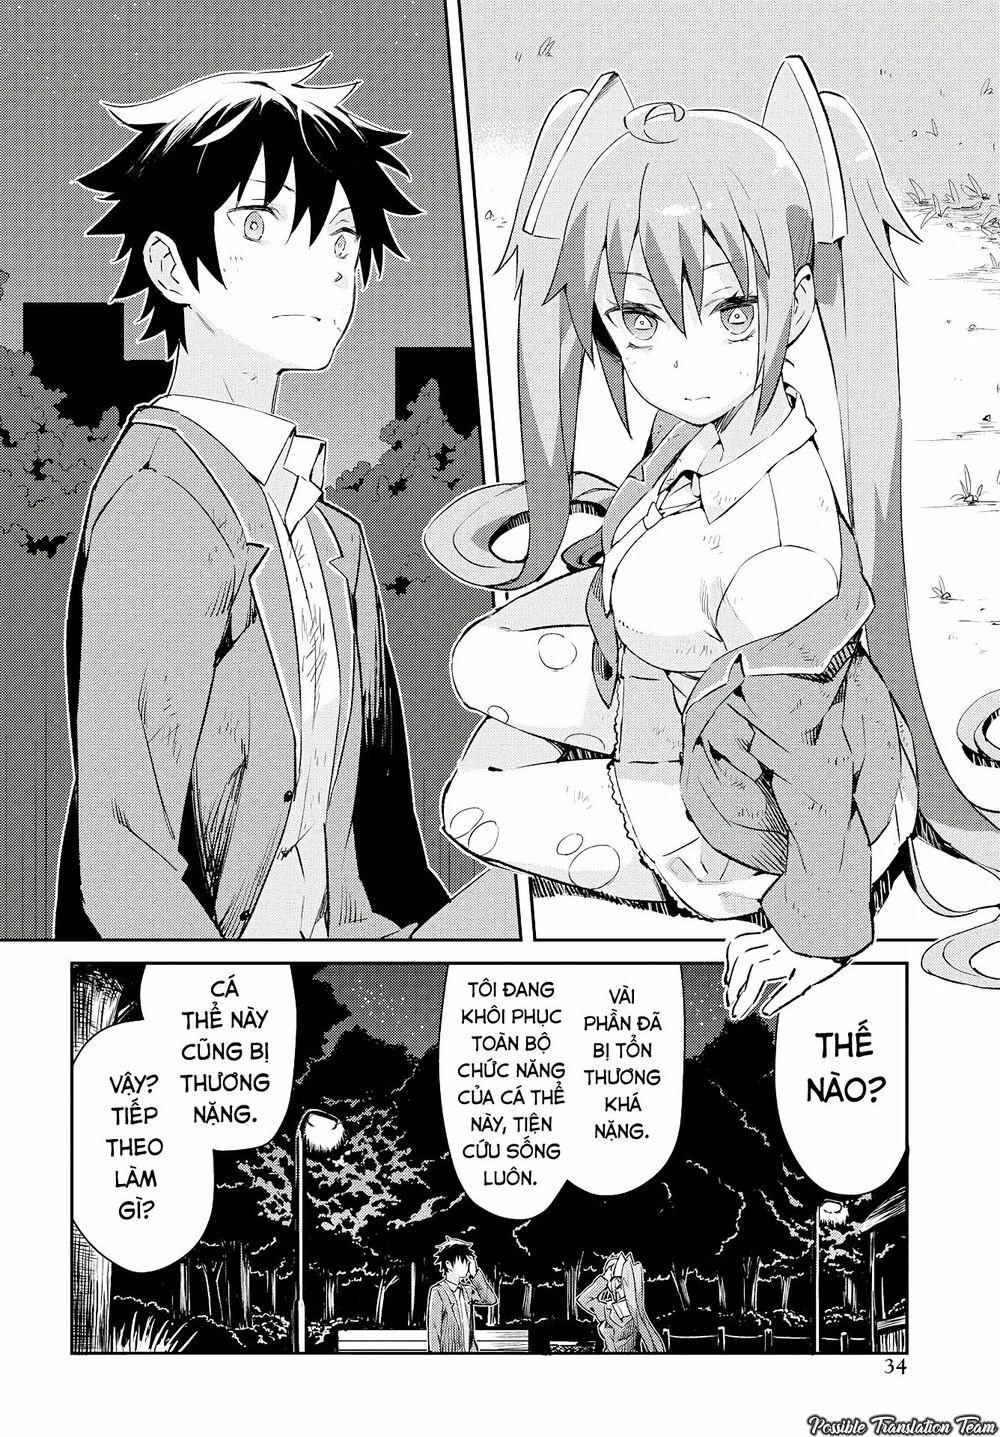 THẾ
NÀO?
VÀI
PHẦN ĐÃ
BỊ TỔN
THƯƠNG
KHÁ
NẶNG.
TÔI ĐANG
KHÔI PHỤC
TOÀN BỘ
CHỨC NĂNG
CỦA CÁ THỂ
NÀY, TIỆN
CỨU SỐNG
LUÔN.
CÁ
THỂ NÀY
CŨNG BỊ
THƯƠNG
NẶNG.
VẬY?
TIẾP
THEO
LÀM
GÌ?
34
Possible Translation Team